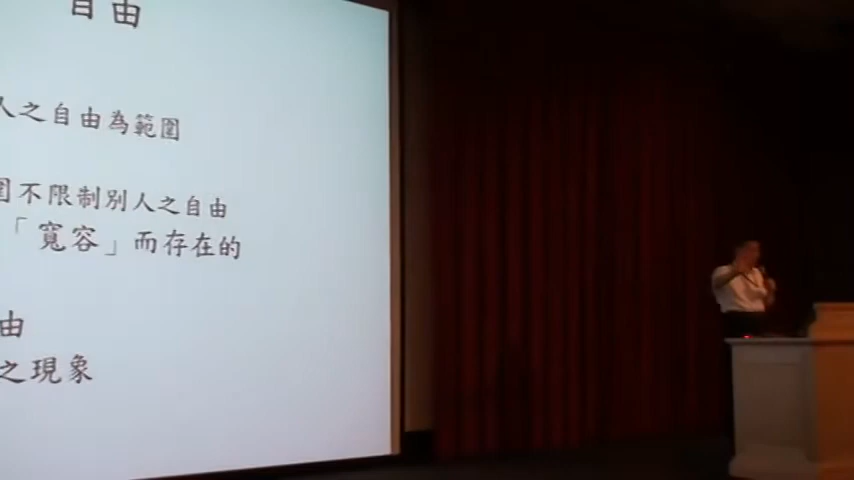 自由
人之自由為範圍
圍不限制別人之自由
「寬容」而存在的
由
之現象